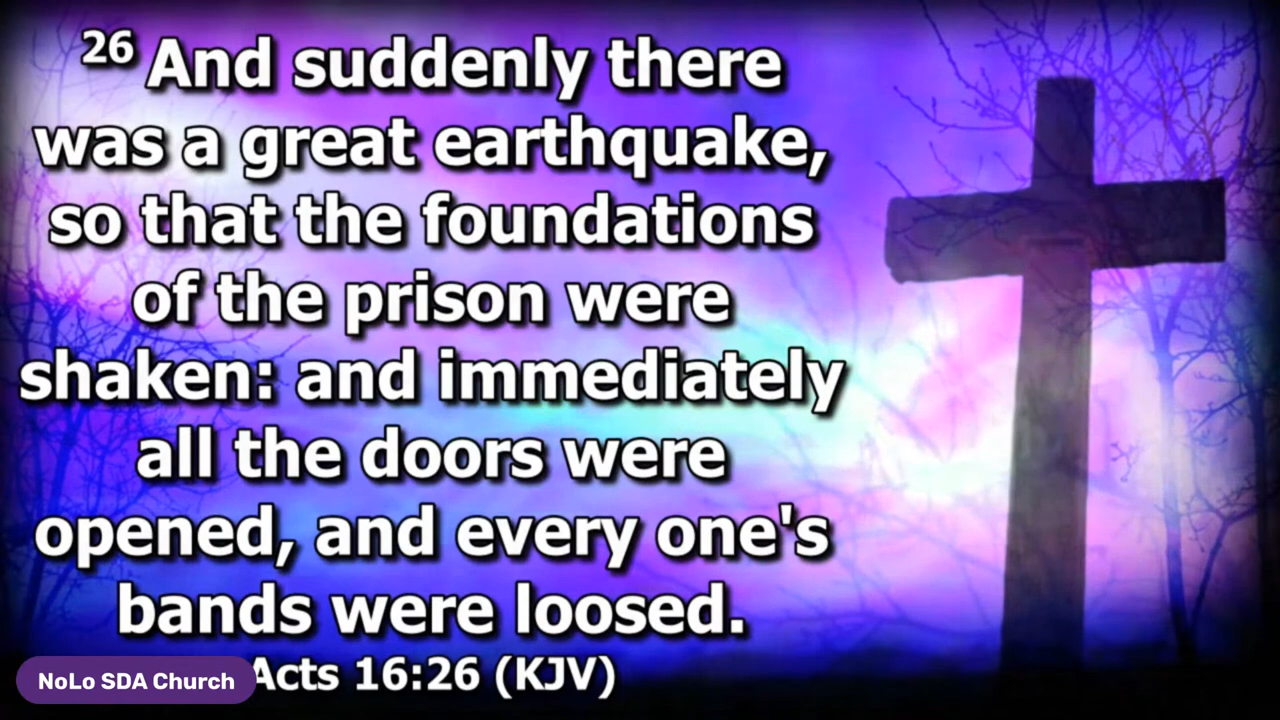 26 And suddenly there
was a great earthquake,
so that the foundations
of the prison were
shaken: and immediately
all the doors were
opened, and every one's
bands were loosed.
Acts 16:26 (KJV)
NoLo SDA Church